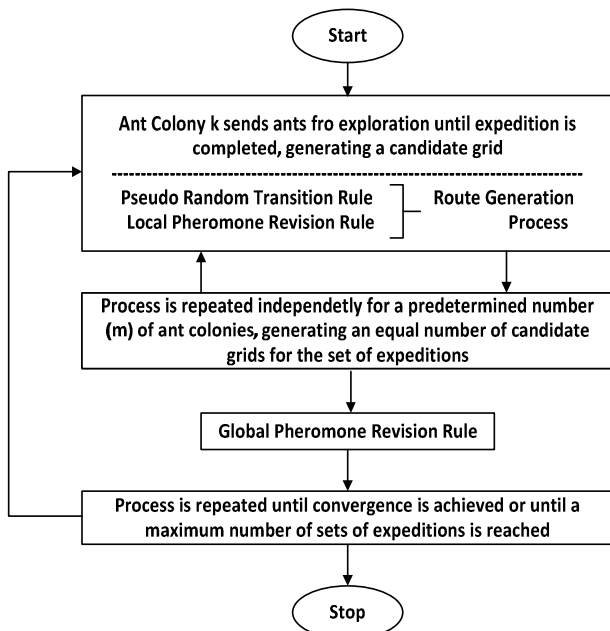 Start
Ant Colony k sends ants fro exploration until expedition is
completed, generating a candidate grid
Pseudo Random Transition Rule
Local Pheromone Revision Rule
Route Generation
Process
Process is repeated independetly for a predetermined number
(m) of ant colonies, generating an equal number of candidate
grids for the set of expeditions
Global Pheromone Revision Rule
Process is repeated until convergence is achieved or until a
maximum number of sets of expeditions is reached
Stop